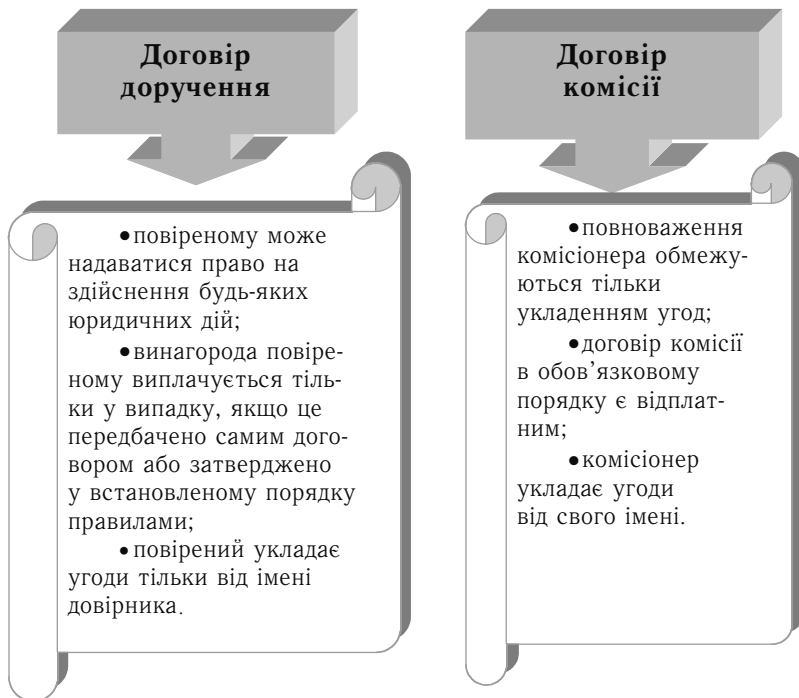 Договір
доручення
•повіреному може
надаватися право на
здійснення будь-яких
юридичних дій;
•винагорода повіре-
ному виплачується тіль-
ки у випадку, якщо це
передбачено самим дого-
вором або затверджено
у встановленому порядку
правилами;
•повірений укладає
угоди тільки від імені
довірника.
Договір
комісії
•повноваження
комісіонера обмежу-
ються тільки
укладенням угод;
•договір комісії
в обов’язковому
порядку є відплат-
ним;
•комісіонер
укладає угоди
від свого імені.